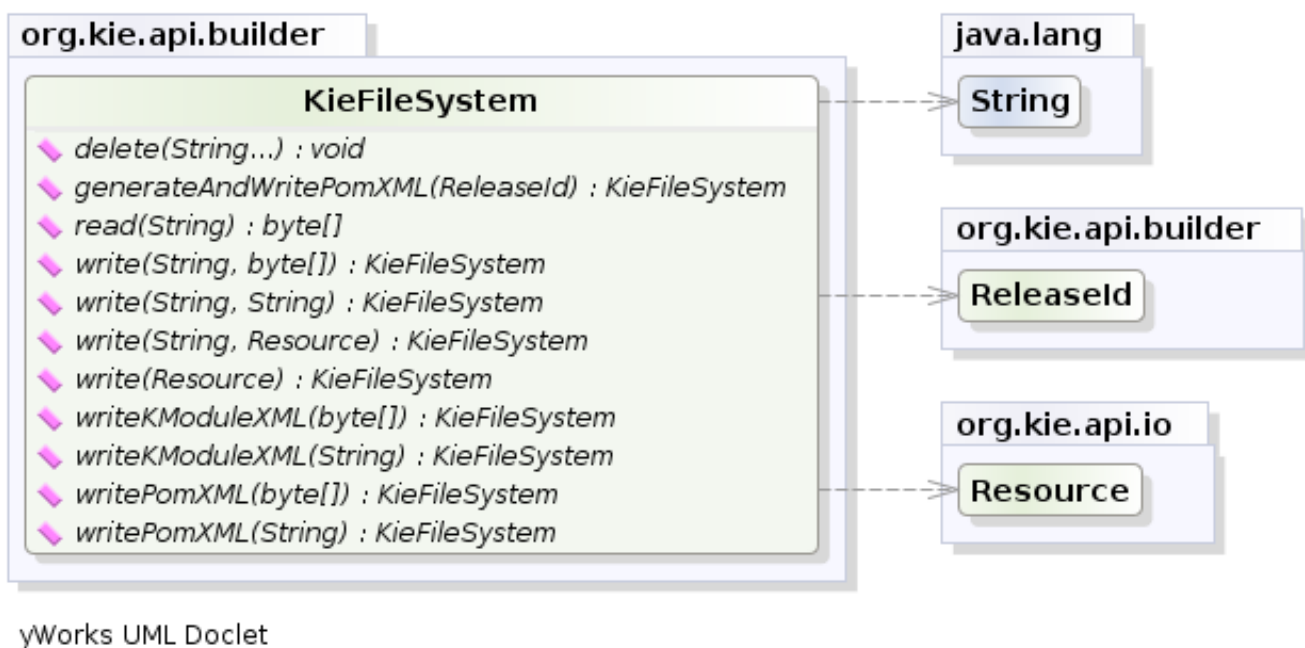 org.kie.api.builder
KieFileSystem
delete(String...) : void
generateAndWritePomXML(ReleaseId) : KieFileSystem
read(String) : byte[]
write(String, byte[]) : KieFileSystem
write(String, String) : KieFileSystem
write(String, Resource) : KieFileSystem
write(Resource) : KieFileSystem
writeKModuleXML(byte[]) : KieFileSystem
writeKModuleXML(String) : KieFileSystem
writePomXML(byte[]) : KieFileSystem
writePomXML(String) : KieFileSystem
java.lang
String
org.kie.api.builder
ReleaseId
org.kie.api.io
Resource
yWorks UML Doclet